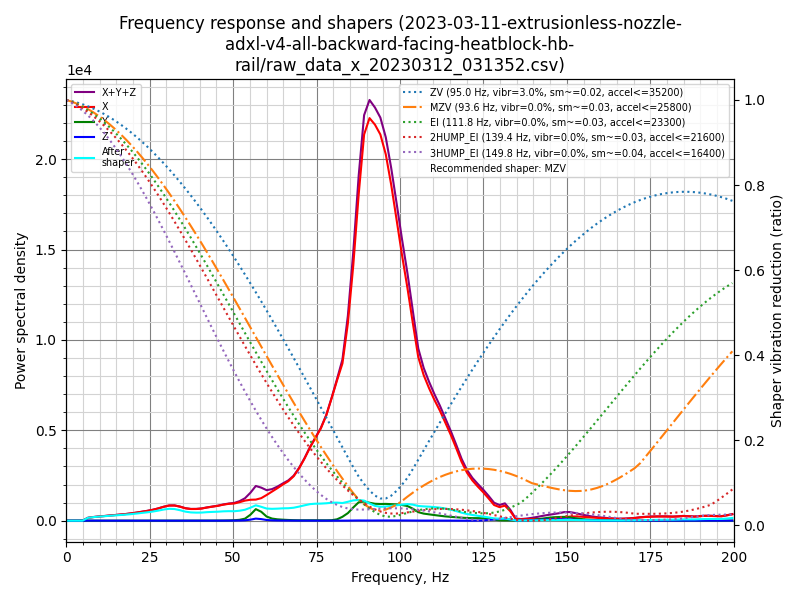 Frequency response and shapers (2023-03-11-extrusionless-nozzle-
adxl-v4-all-backward-facing-heatblock-hb-
rail/raw_data_x_20230312_031352.csv)
1e4
X+Y+Z
X
Y
Z
After
shaper
ZV (95.0 Hz, vibr=3.0%, sm~=0.02, accel<=35200)
MZV (93.6 Hz, vibr=0.0%, sm~=0.03, accel<=25800)
EI (111.8 Hz, vibr=0.0%, sm~=0.03, accel<=23300)
2HUMP_EI (139.4 Hz, vibr=0.0%, sm~=0.03, accel<=21600)
3HUMP_EI (149.8 Hz, vibr=0.0%, sm~=0.04, accel<=16400)
Recommended shaper: MZV
Power spectral density
2.0
1.5
1.0
0.5
0.0
1.0
0.8
0.6
0.4
0.2
0.0
Shaper vibration reduction (ratio)
0 25 50 75 100 125 150 175 200
Frequency, Hz